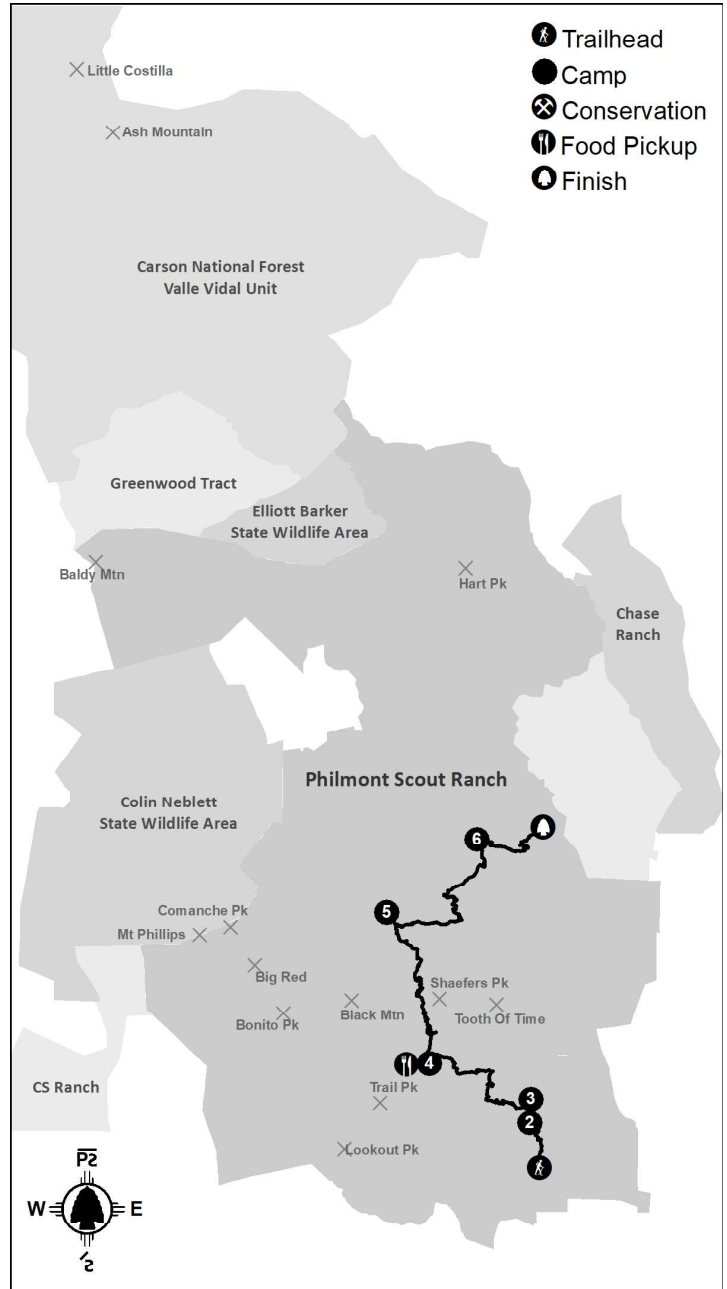 Trailhead
Camp
Conservation
Food Pickup
Finish
Little Costilla
Ash Mountain
Carson National Forest
Valle Vidal Unit
Greenwood Tract
Elliott Barker
State Wildlife Area
Baldy Mtn
Hart Pk
Chase
Ranch
Philmont Scout Ranch
Colin Neblett
State Wildlife Area
6
5
Comanche Pk
Mt Phillips
Big Red
Shaefers Pk
Black Mtn
Tooth Of Time
Bonito Pk
4
CS Ranch
Trail Pk
3
2
Lookout Pk
W
E